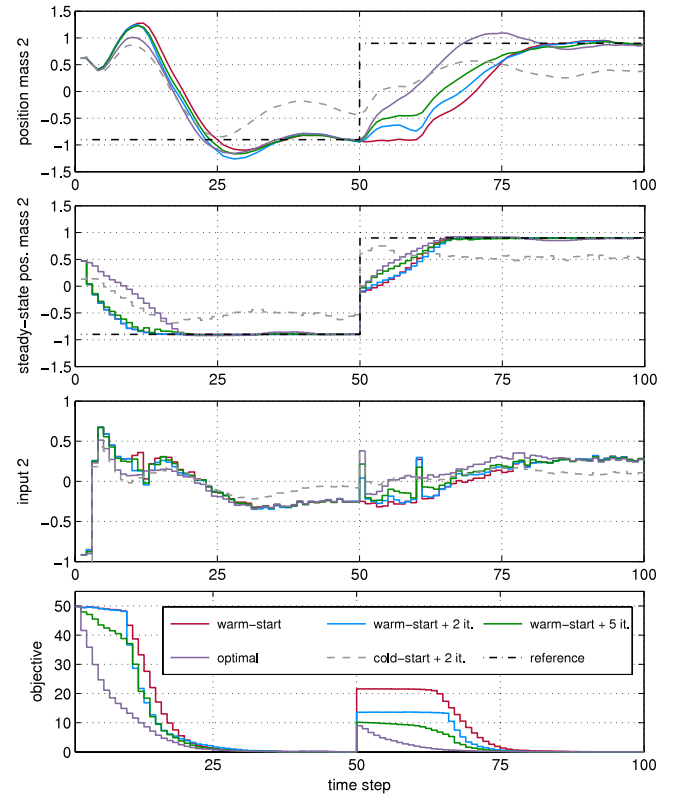 position mass 2
1.5
1
0.5
0
−0.5
−1
−1.5
0 25 50 75 100
steady−state pos. mass 2
1.5
1
0.5
0
−0.5
−1
−1.5
0 25 50 75 100
input 2
1
0.5
0
−0.5
−1
0 25 50 75 100
objective
50
40
30
20
10
0
warm−start warm−start + 2 it. warm−start + 5 it.
optimal cold−start + 2 it. reference
25 50 75 100
time step